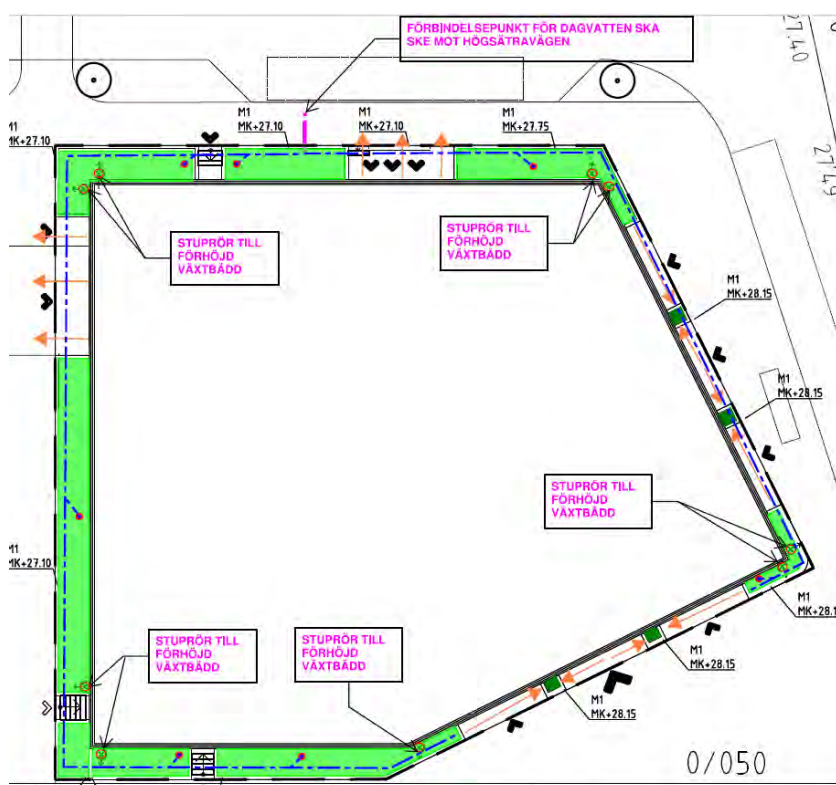 FÖRBINDELSEPUNKT FÖR DAGVATTEN SKA
SKE MOT HÖGSÄTRAVÄGEN
27.40
27.49
M1
MK+27.10
M1
MK+27.10
M1
MK+27.10
M1
MK+27.75
STUPRÖR TILL
FÖRHÖJD
VÄXTBÄDD
STUPRÖR TILL
FÖRHÖJD
VÄXTBÄDD
M1
MK+28.15
M1
MK+28.15
STUPRÖR TILL
FÖRHÖJD
VÄXTBÄDD
M1
MK+27.10
M1
MK+28.1
STUPRÖR TILL
FÖRHÖJD
VÄXTBÄDD
STUPRÖR TILL
FÖRHÖJD
VÄXTBÄDD
M1
MK+28.15
M1
MK+28.15
0/050